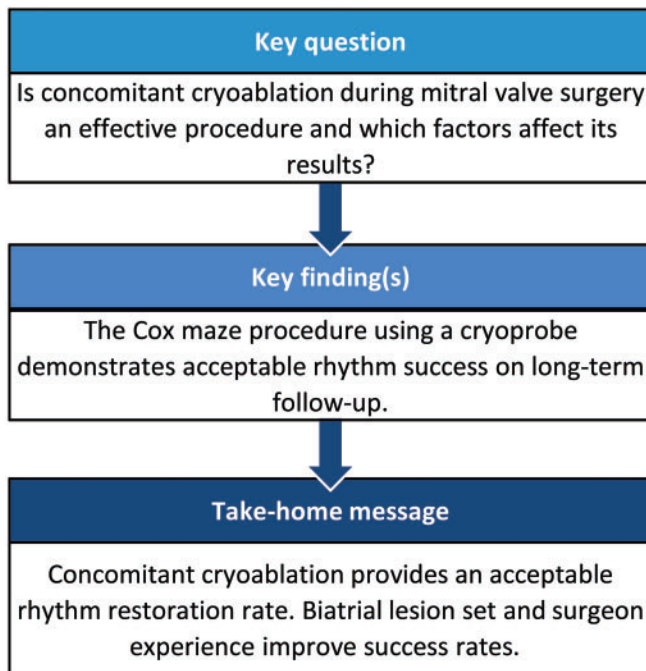 Key question
Is concomitant cryoablation during mitral valve surgery
an effective procedure and which factors affect its
results?
Key finding(s)
The Cox maze procedure using a cryoprobe
demonstrates acceptable rhythm success on long-term
follow-up.
Take-home message
Concomitant cryoablation provides an acceptable
rhythm restoration rate. Biatrial lesion set and surgeon
experience improve success rates.